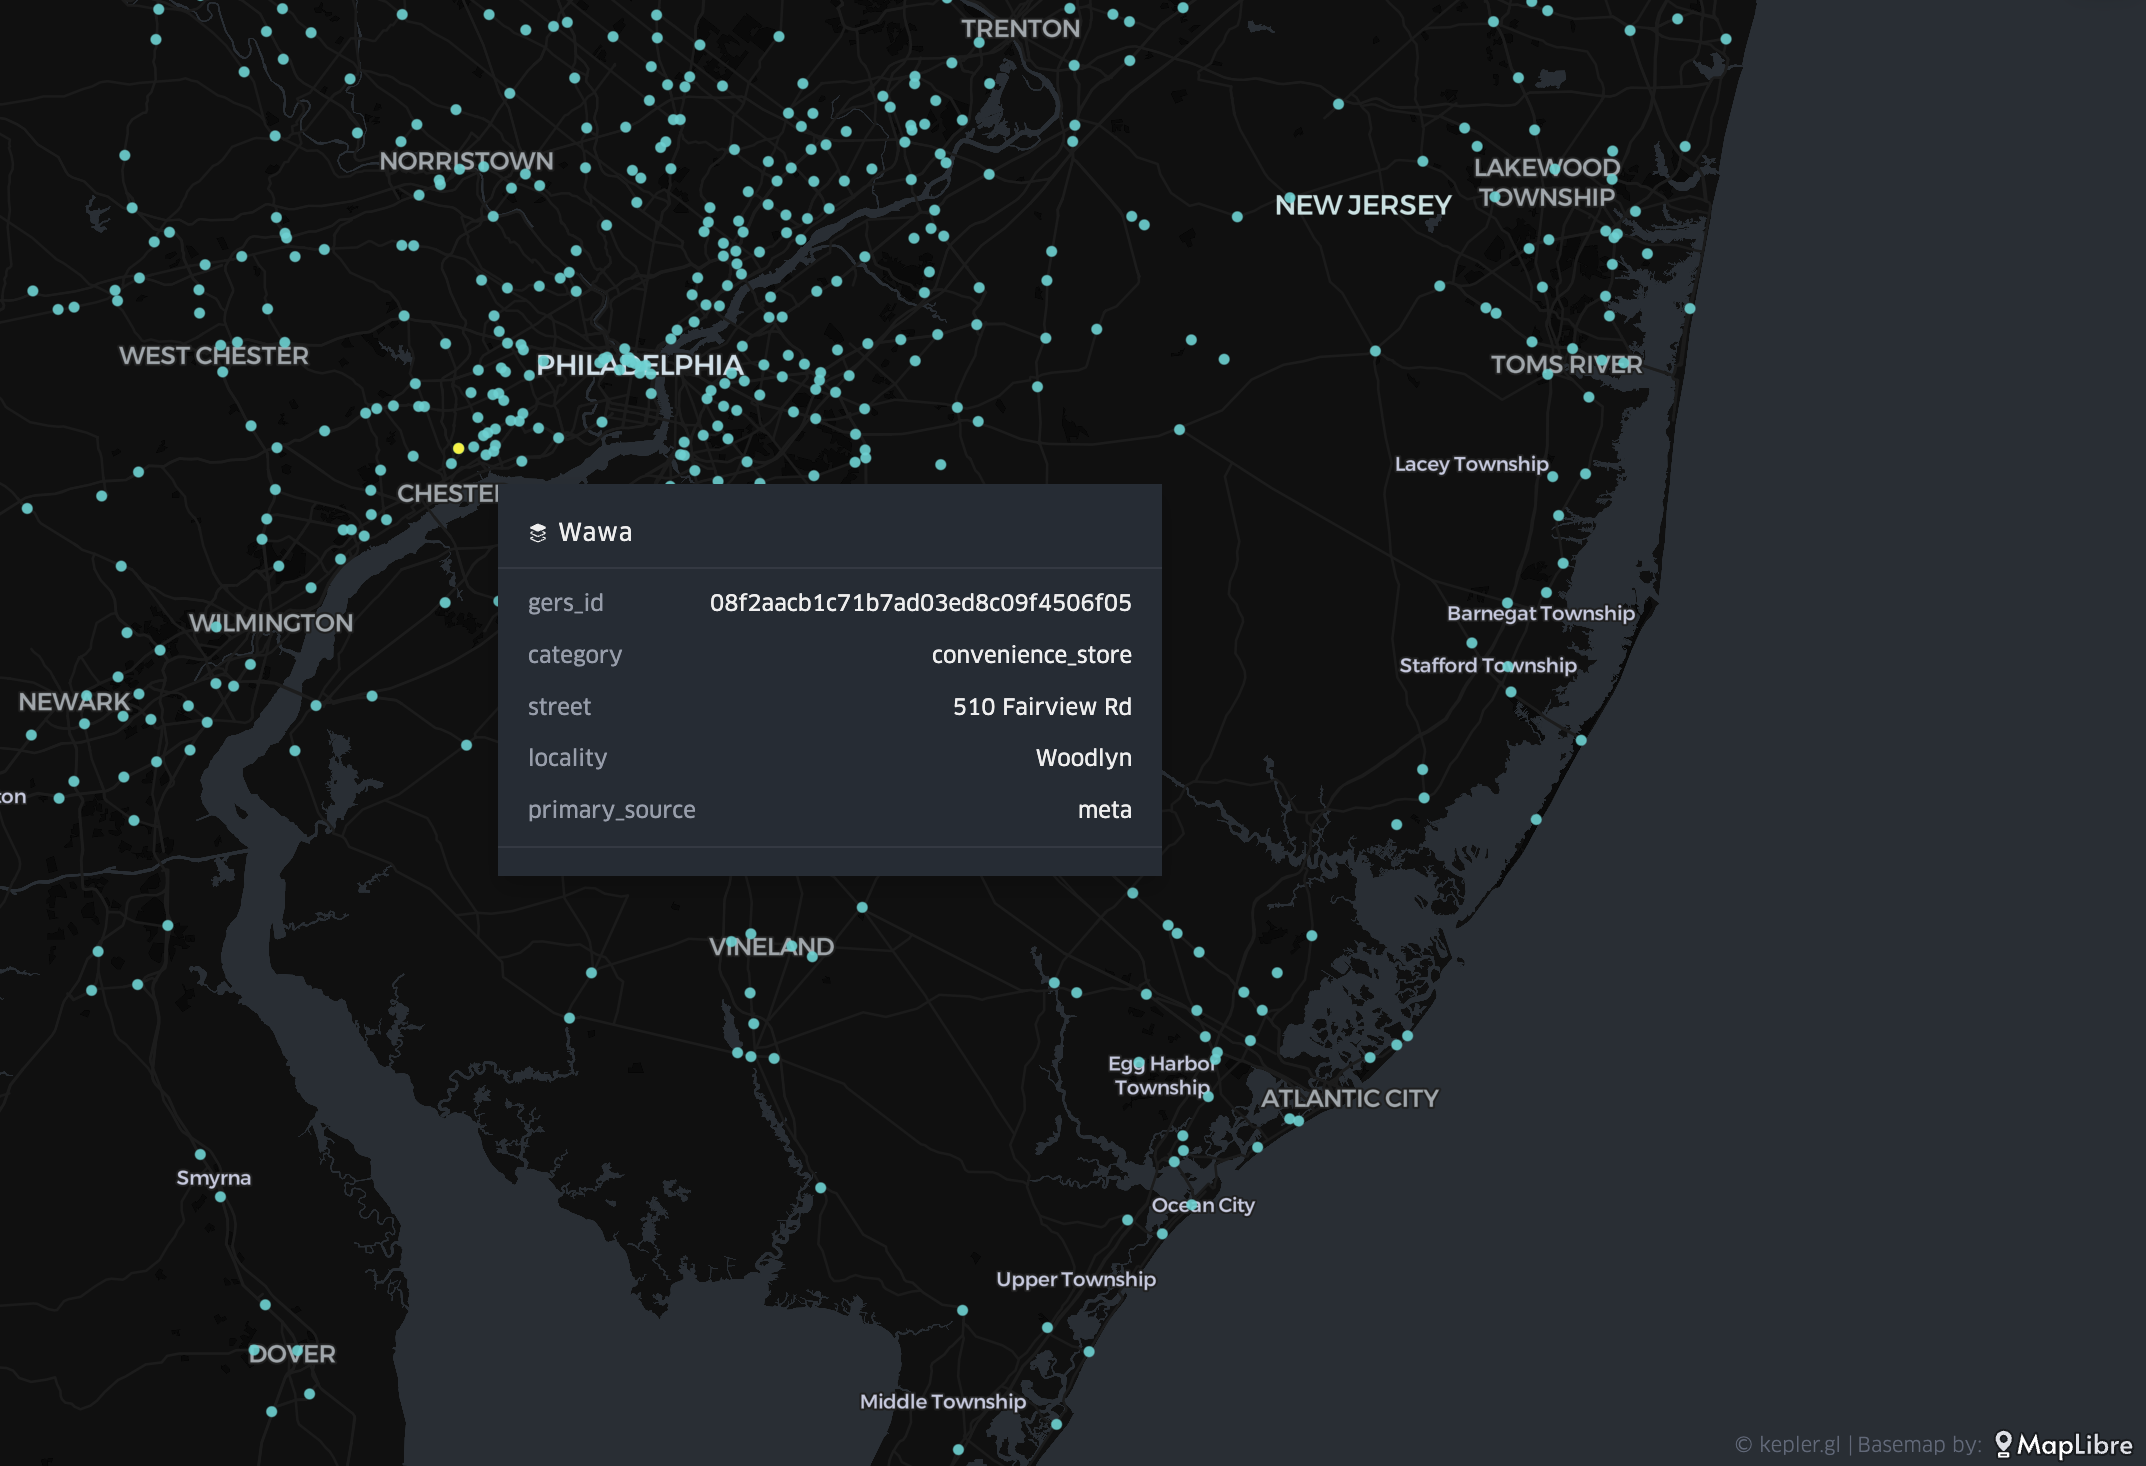 TRENTON
NORRISTOWN
LAKEWOOD
TOWNSHIP
NEW JERSEY
WEST CHESTER
PHILADELPHIA
TOMS RIVER
Lacey Township
CHESTE
Wawa
gers_id 08f2aacb1c71b7ad03ed8c09f4506f05
category convenience_store
street 510 Fairview Rd
locality Woodlyn
primary_source meta
Barnegat Township
WILMINGTON
Stafford Township
NEWARK
ton
VINELAND
Egg Harbor
Township
ATLANTIC CITY
Smyrna
Ocean City
Upper Township
DOVER
Middle Township
© kepler.gl | Basemap by: MapLibre